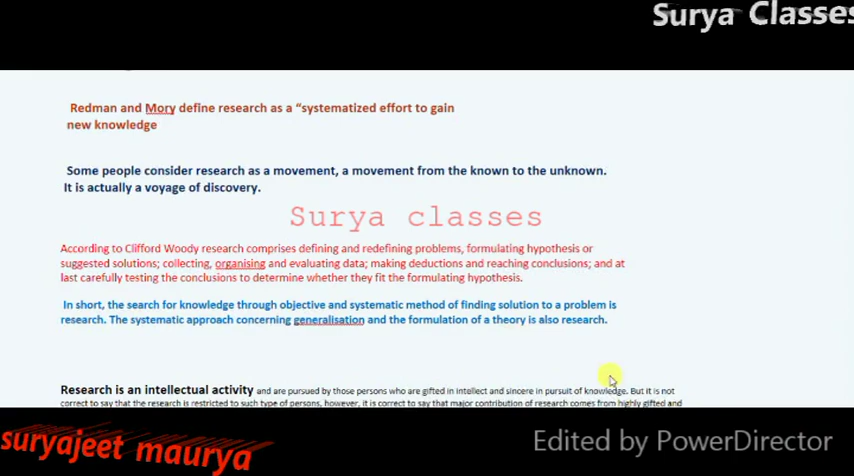 Surya Classes
Redman and Mory define research as a “systematized effort to gain
new knowledge
Some people consider research as a movement, a movement from the known to the unknown.
It is actually a voyage of discovery.
Surya classes
According to Clifford Woody research comprises defining and redefining problems, formulating hypothesis or
suggested solutions; collecting, organising and evaluating data; making deductions and reaching conclusions; and at
last carefully testing the conclusions to determine whether they fit the formulating hypothesis.
In short, the search for knowledge through objective and systematic method of finding solution to a problem is
research. The systematic approach concerning generalisation and the formulation of a theory is also research.
Research is an intellectual activity and are pursued by those persons who are gifted in intellect and sincere in pursuit of knowledge. But it is not
correct to say that the research is restricted to such type of persons, however, it is correct to say that major contribution of research comes from highly gifted and
suryajeet maurya
Edited by PowerDirector